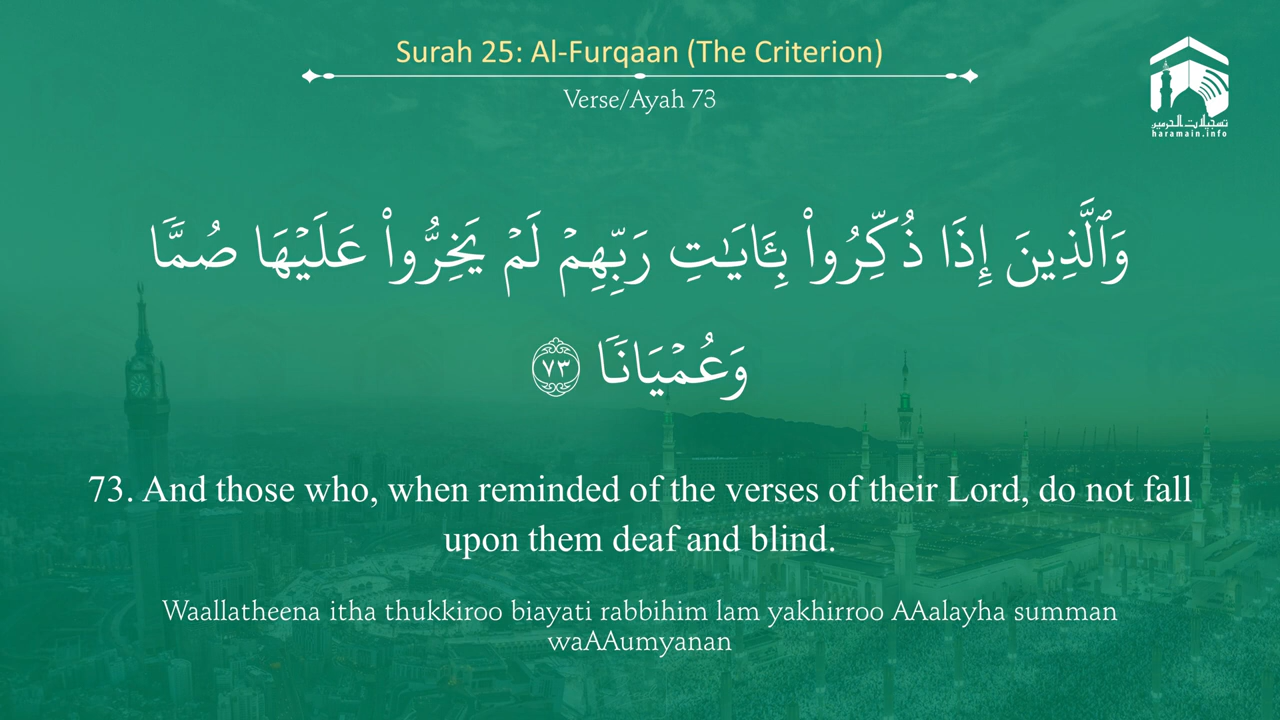 Surah 25: Al-Furqaan (The Criterion)
Verse/Ayah 73
تسجيلات الحرمين
haramain.info
وَٱلَّذِينَ إِذَا ذُكِّرُوا۟ بِـَٔايَـٰتِ رَبِّهِمْ لَمْ يَخِرُّوا۟ عَلَيْهَا صُمًّا
وَعُمْيَانًا ٧٣
73. And those who, when reminded of the verses of their Lord, do not fall
upon them deaf and blind.
Waallatheena itha thukkiroo biayati rabbihim lam yakhirroo AAalayha summan
waAAumyanan